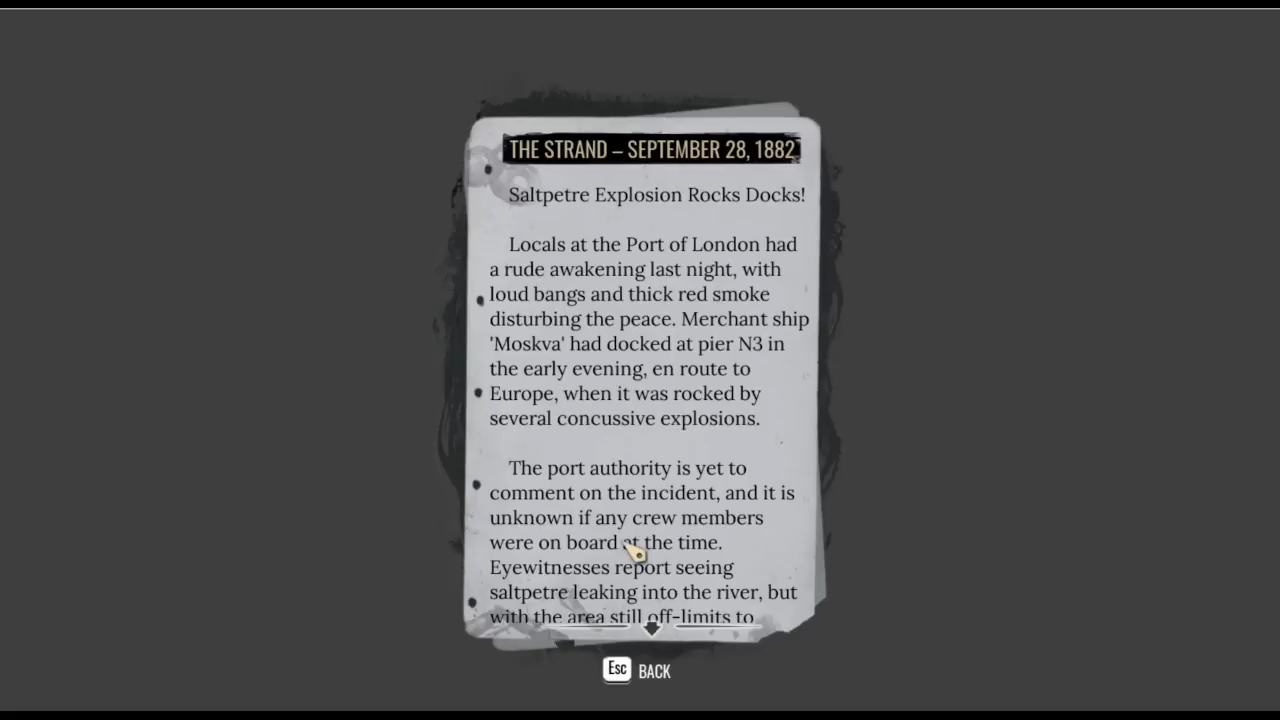 THE STRAND – SEPTEMBER 28, 1882
Saltpetre Explosion Rocks Docks!
Locals at the Port of London had
a rude awakening last night, with
loud bangs and thick red smoke
disturbing the peace. Merchant ship
'Moskva' had docked at pier N3 in
the early evening, en route to
Europe, when it was rocked by
several concussive explosions.
The port authority is yet to
comment on the incident, and it is
unknown if any crew members
were on board at the time.
Eyewitnesses report seeing
saltpetre leaking into the river, but
with the area still off-limits to
Esc BACK